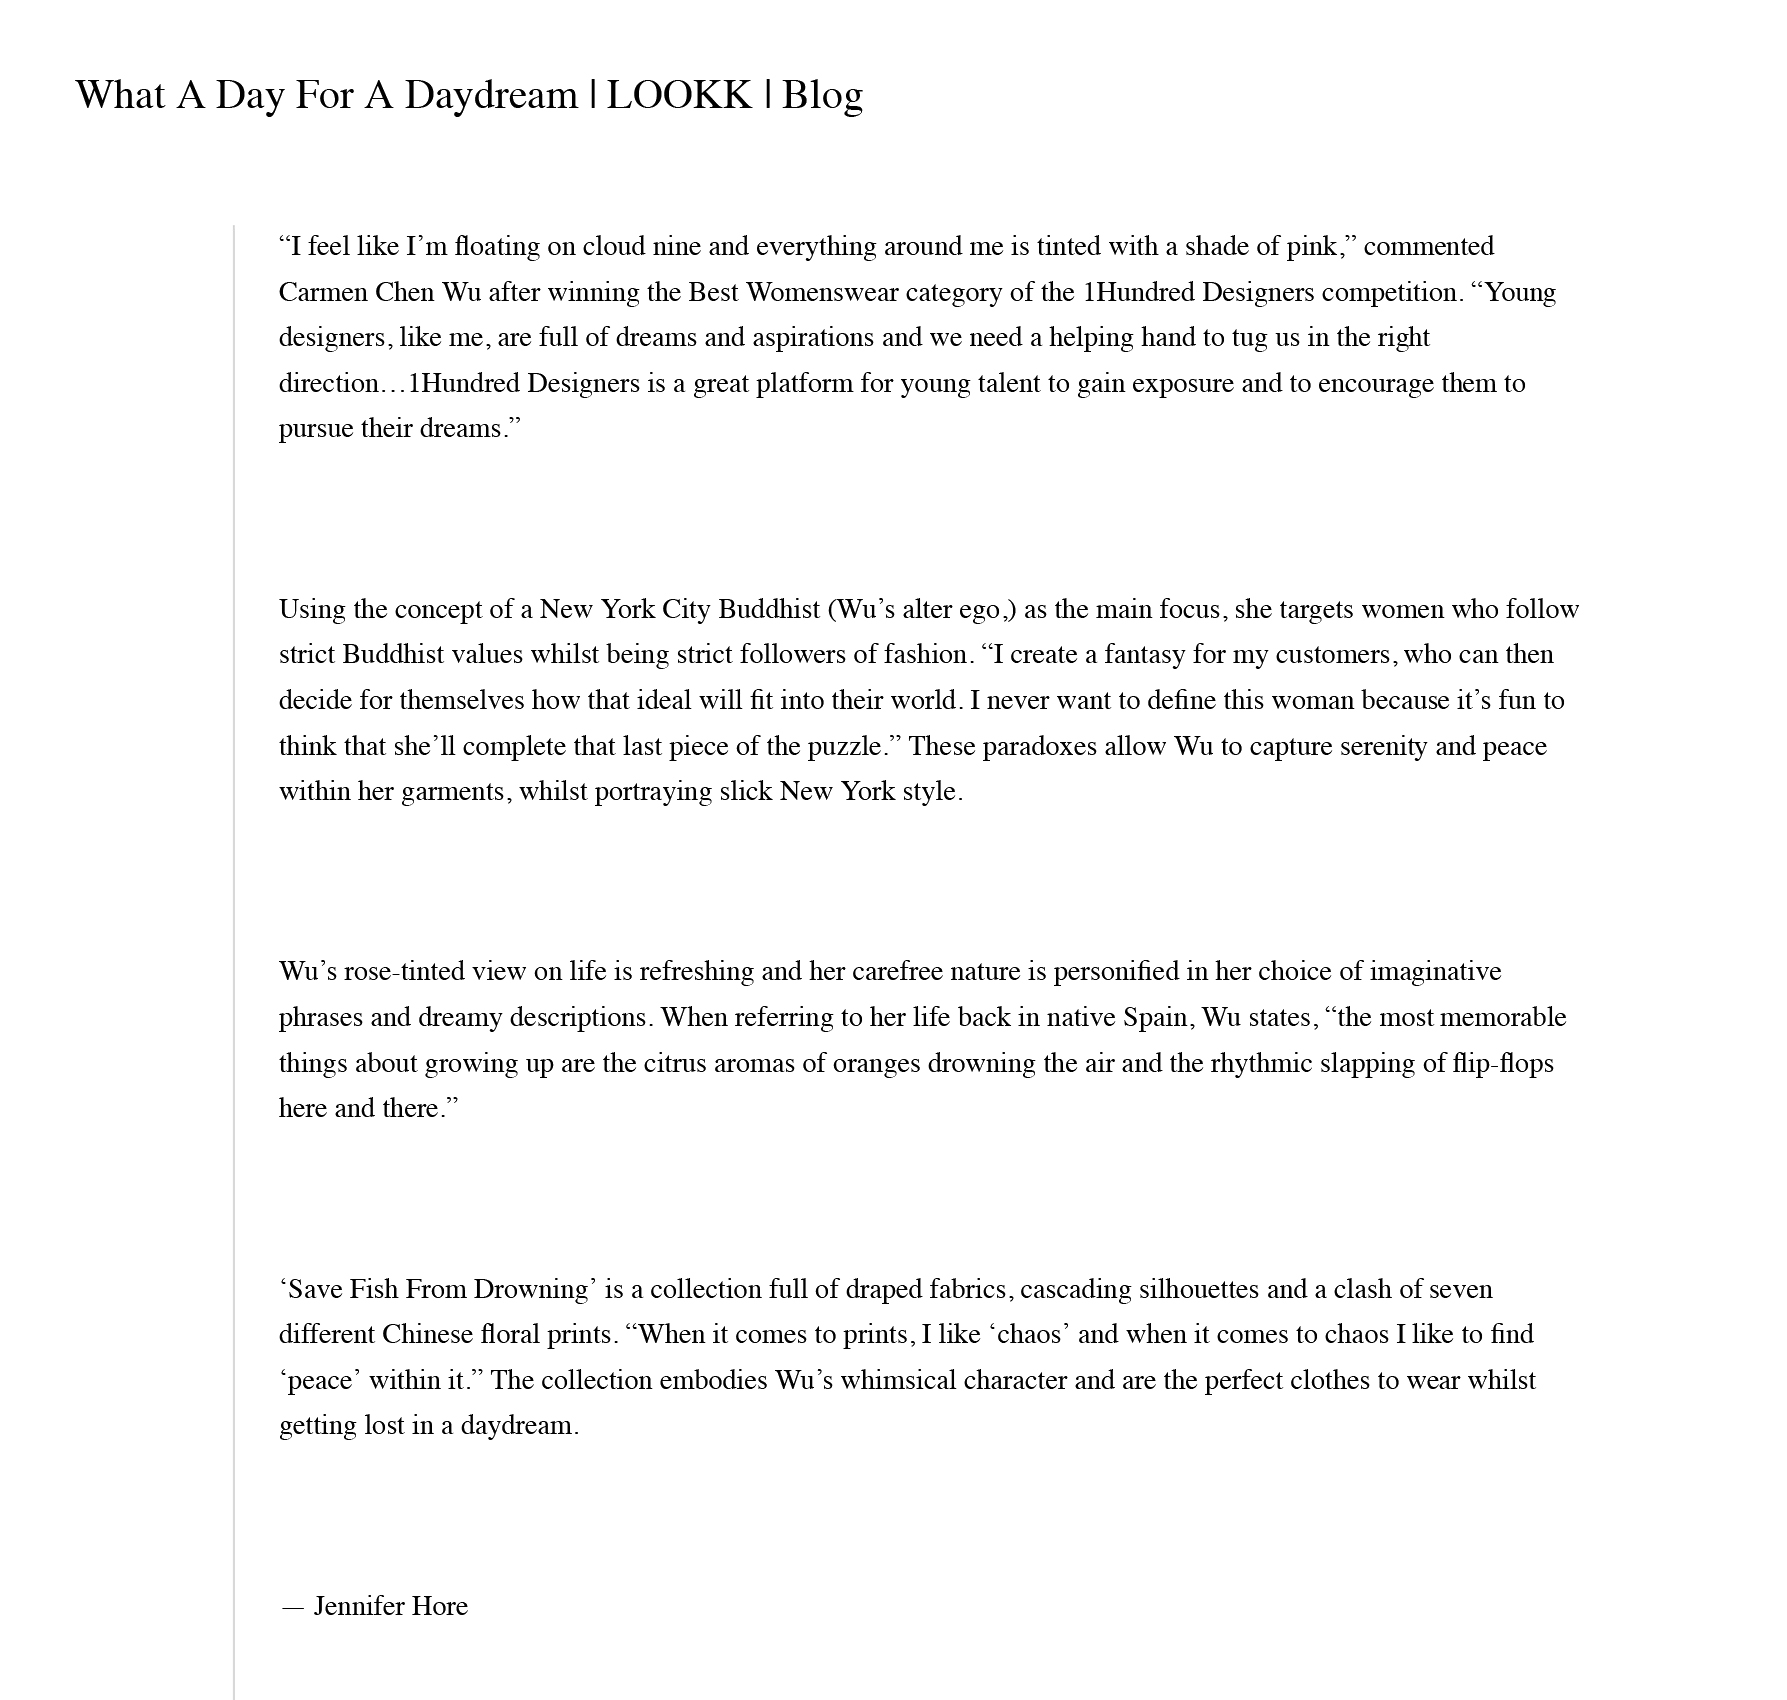 What A Day For A Daydream | LOOKK | Blog
“I feel like I’m floating on cloud nine and everything around me is tinted with a shade of pink,” commented
Carmen Chen Wu after winning the Best Womenswear category of the 1Hundred Designers competition. “Young
designers, like me, are full of dreams and aspirations and we need a helping hand to tug us in the right
direction…1Hundred Designers is a great platform for young talent to gain exposure and to encourage them to
pursue their dreams.”
Using the concept of a New York City Buddhist (Wu’s alter ego,) as the main focus, she targets women who follow
strict Buddhist values whilst being strict followers of fashion. “I create a fantasy for my customers, who can then
decide for themselves how that ideal will fit into their world. I never want to define this woman because it’s fun to
think that she’ll complete that last piece of the puzzle.” These paradoxes allow Wu to capture serenity and peace
within her garments, whilst portraying slick New York style.
Wu’s rose-tinted view on life is refreshing and her carefree nature is personified in her choice of imaginative
phrases and dreamy descriptions. When referring to her life back in native Spain, Wu states, “the most memorable
things about growing up are the citrus aromas of oranges drowning the air and the rhythmic slapping of flip-flops
here and there.”
‘Save Fish From Drowning’ is a collection full of draped fabrics, cascading silhouettes and a clash of seven
different Chinese floral prints. “When it comes to prints, I like ‘chaos’ and when it comes to chaos I like to find
‘peace’ within it.” The collection embodies Wu’s whimsical character and are the perfect clothes to wear whilst
getting lost in a daydream.
— Jennifer Hore